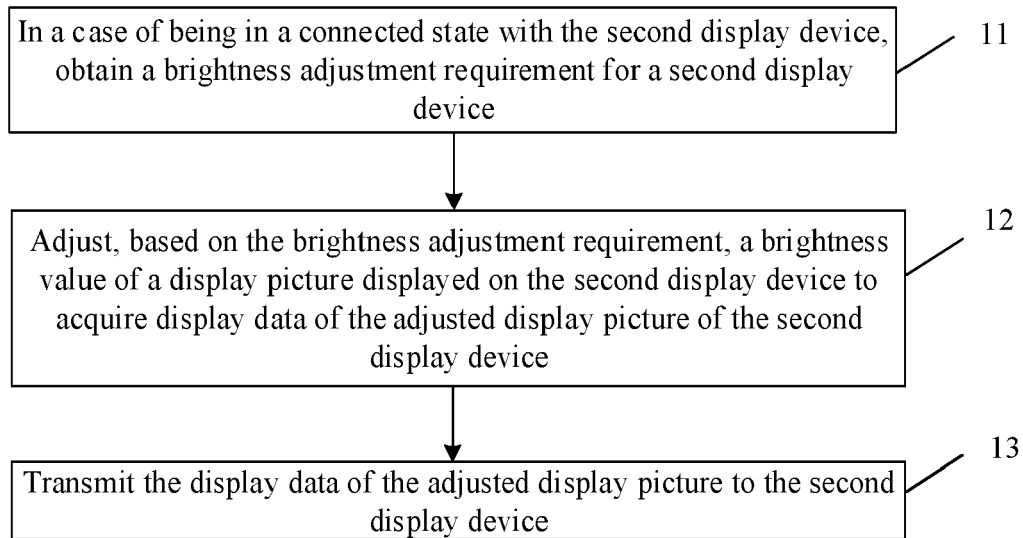 In a case of being in a connected state with the second display device,
obtain a brightness adjustment requirement for a second display
device
11
Adjust, based on the brightness adjustment requirement, a brightness
value of a display picture displayed on the second display device to
acquire display data of the adjusted display picture of the second
display device
12
Transmit the display data of the adjusted display picture to the second
display device
13